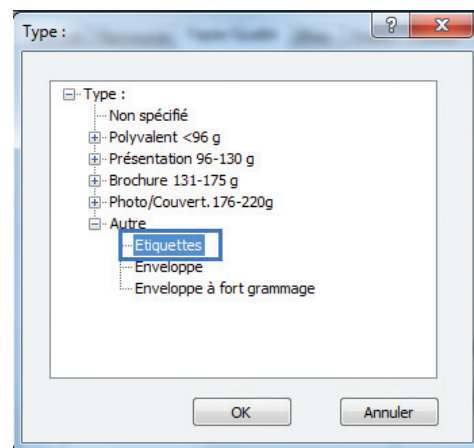 Type :
Type :
Non spécifié
Polyvalent <96 g
Présentation 96-130 g
Brochure 131-175 g
Photo/Couvert.176-220g
Autre
Etiquettes
Enveloppe
Enveloppe à fort grammage
OK
Annuler